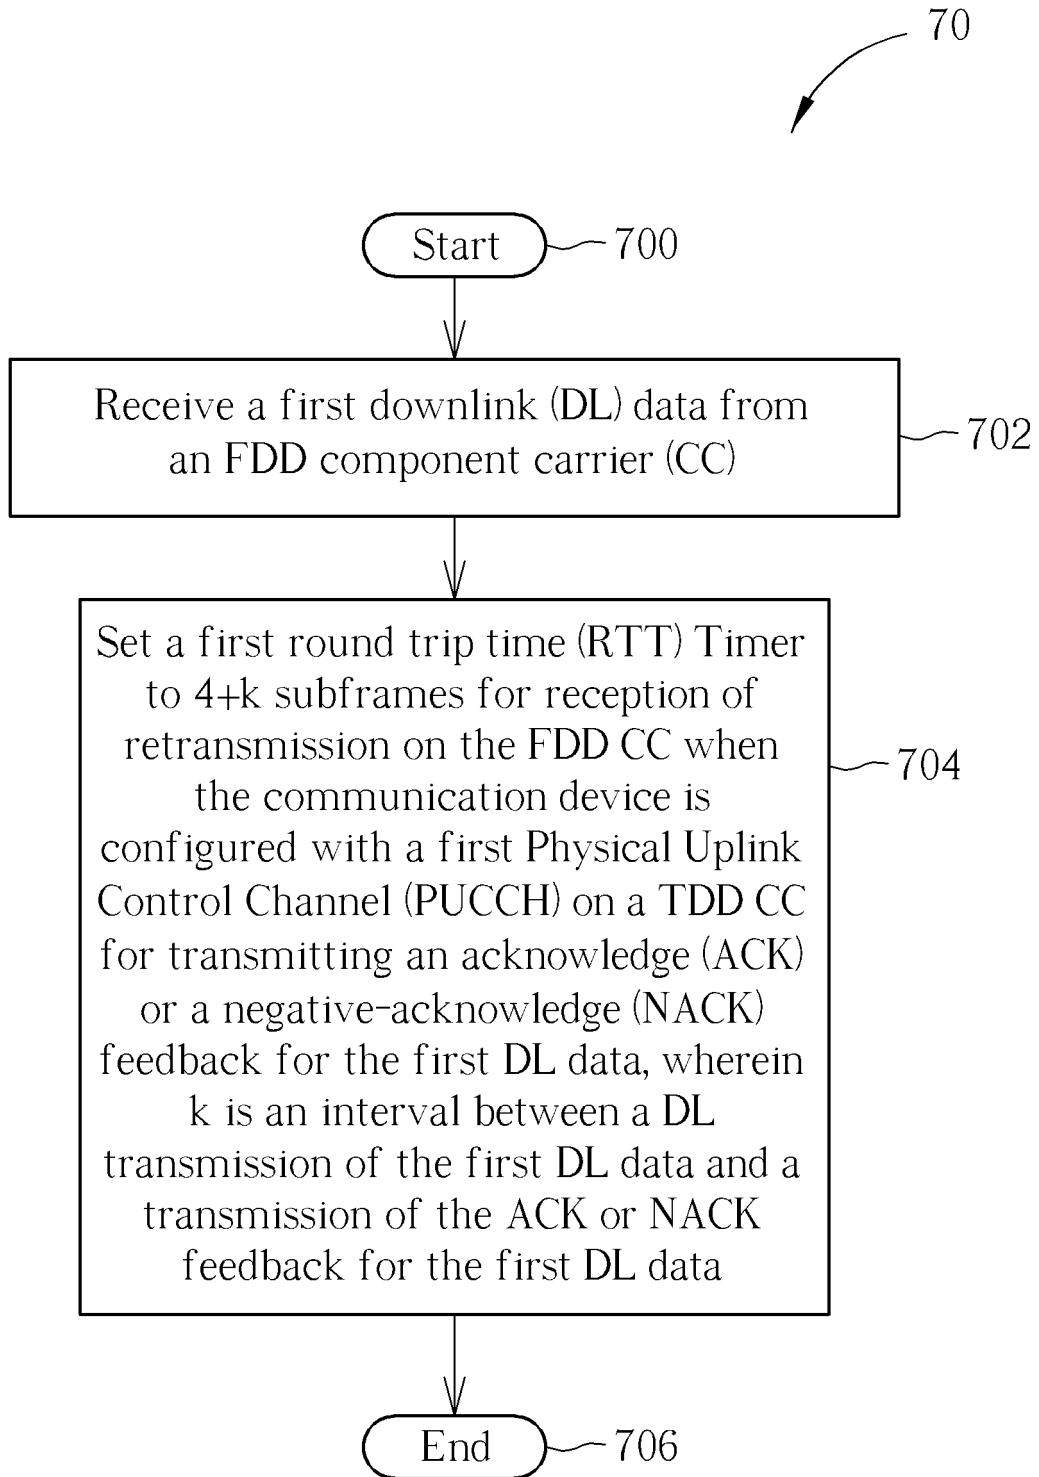 70
Start
700
Receive a first downlink (DL) data from
an FDD component carrier (CC)
702
Set a first round trip time (RTT) Timer
to 4+k subframes for reception of
retransmission on the FDD CC when
the communication device is
configured with a first Physical Uplink
Control Channel (PUCCH) on a TDD CC
for transmitting an acknowledge (ACK)
or a negative-acknowledge (NACK)
feedback for the first DL data, wherein
k is an interval between a DL
transmission of the first DL data and a
transmission of the ACK or NACK
feedback for the first DL data
704
End
706